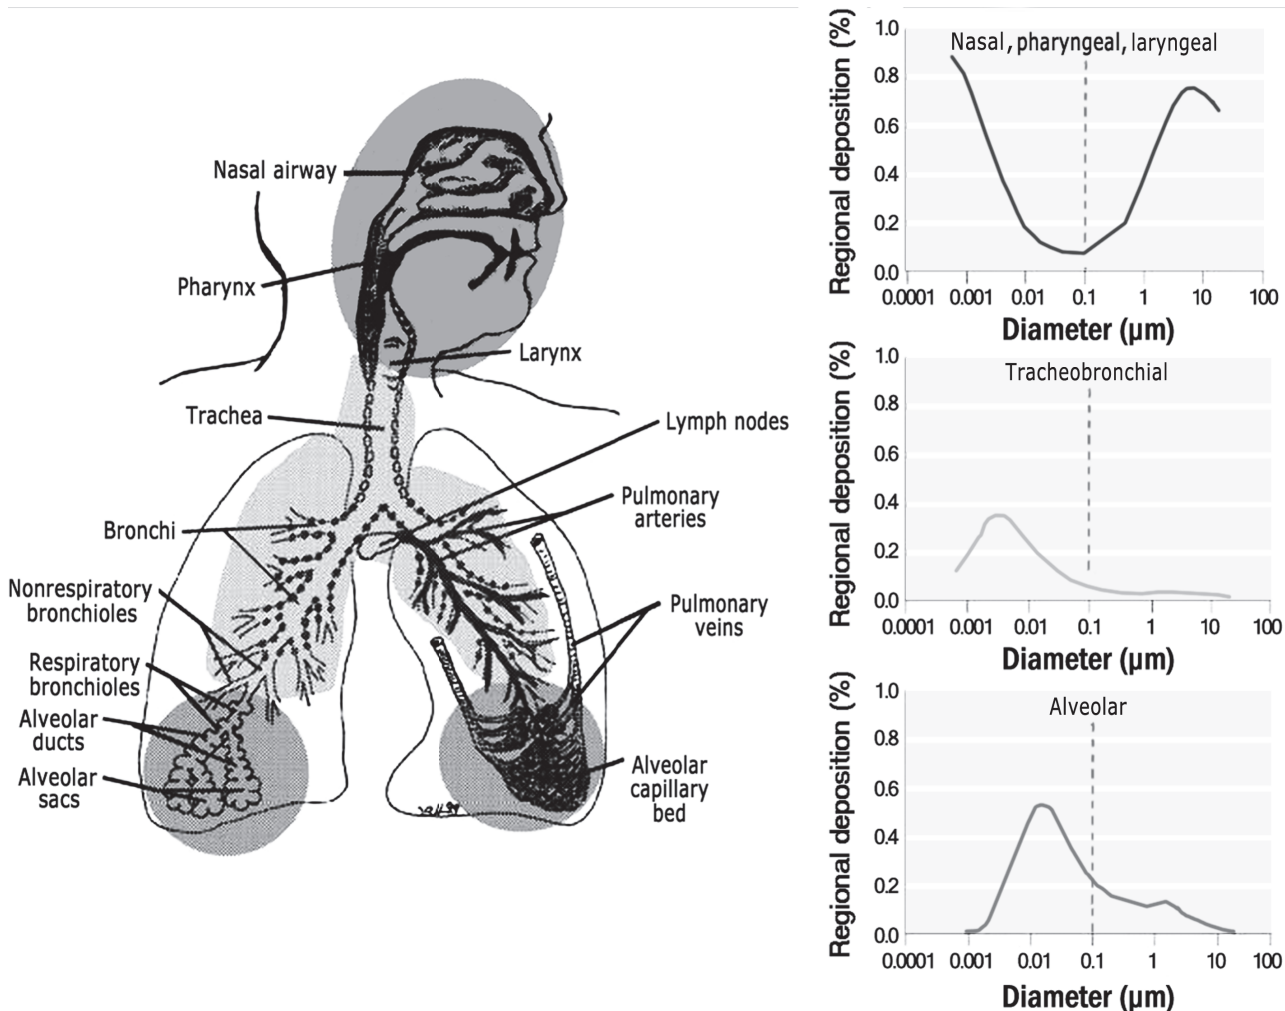 Nasal airway
Pharynx
Larynx
Trachea
Lymph nodes
Pulmonary
arteries
Bronchi
Nonrespiratory
bronchioles
Pulmonary
veins
Respiratory
bronchioles
Alveolar
ducts
Alveolar
sacs
Alveolar
capillary
bed
Regional deposition (%)
1.0
0.8
0.6
0.4
0.2
0.0
Nasal, pharyngeal, laryngeal
0.0001 0.001 0.01 0.1 1 10 100
Diameter (µm)
Regional deposition (%)
1.0
0.8
0.6
0.4
0.2
0.0
Tracheobronchial
0.0001 0.001 0.01 0.1 1 10 100
Diameter (µm)
Regional deposition (%)
1.0
0.8
0.6
0.4
0.2
0.0
Alveolar
0.0001 0.001 0.01 0.1 1 10 100
Diameter (µm)